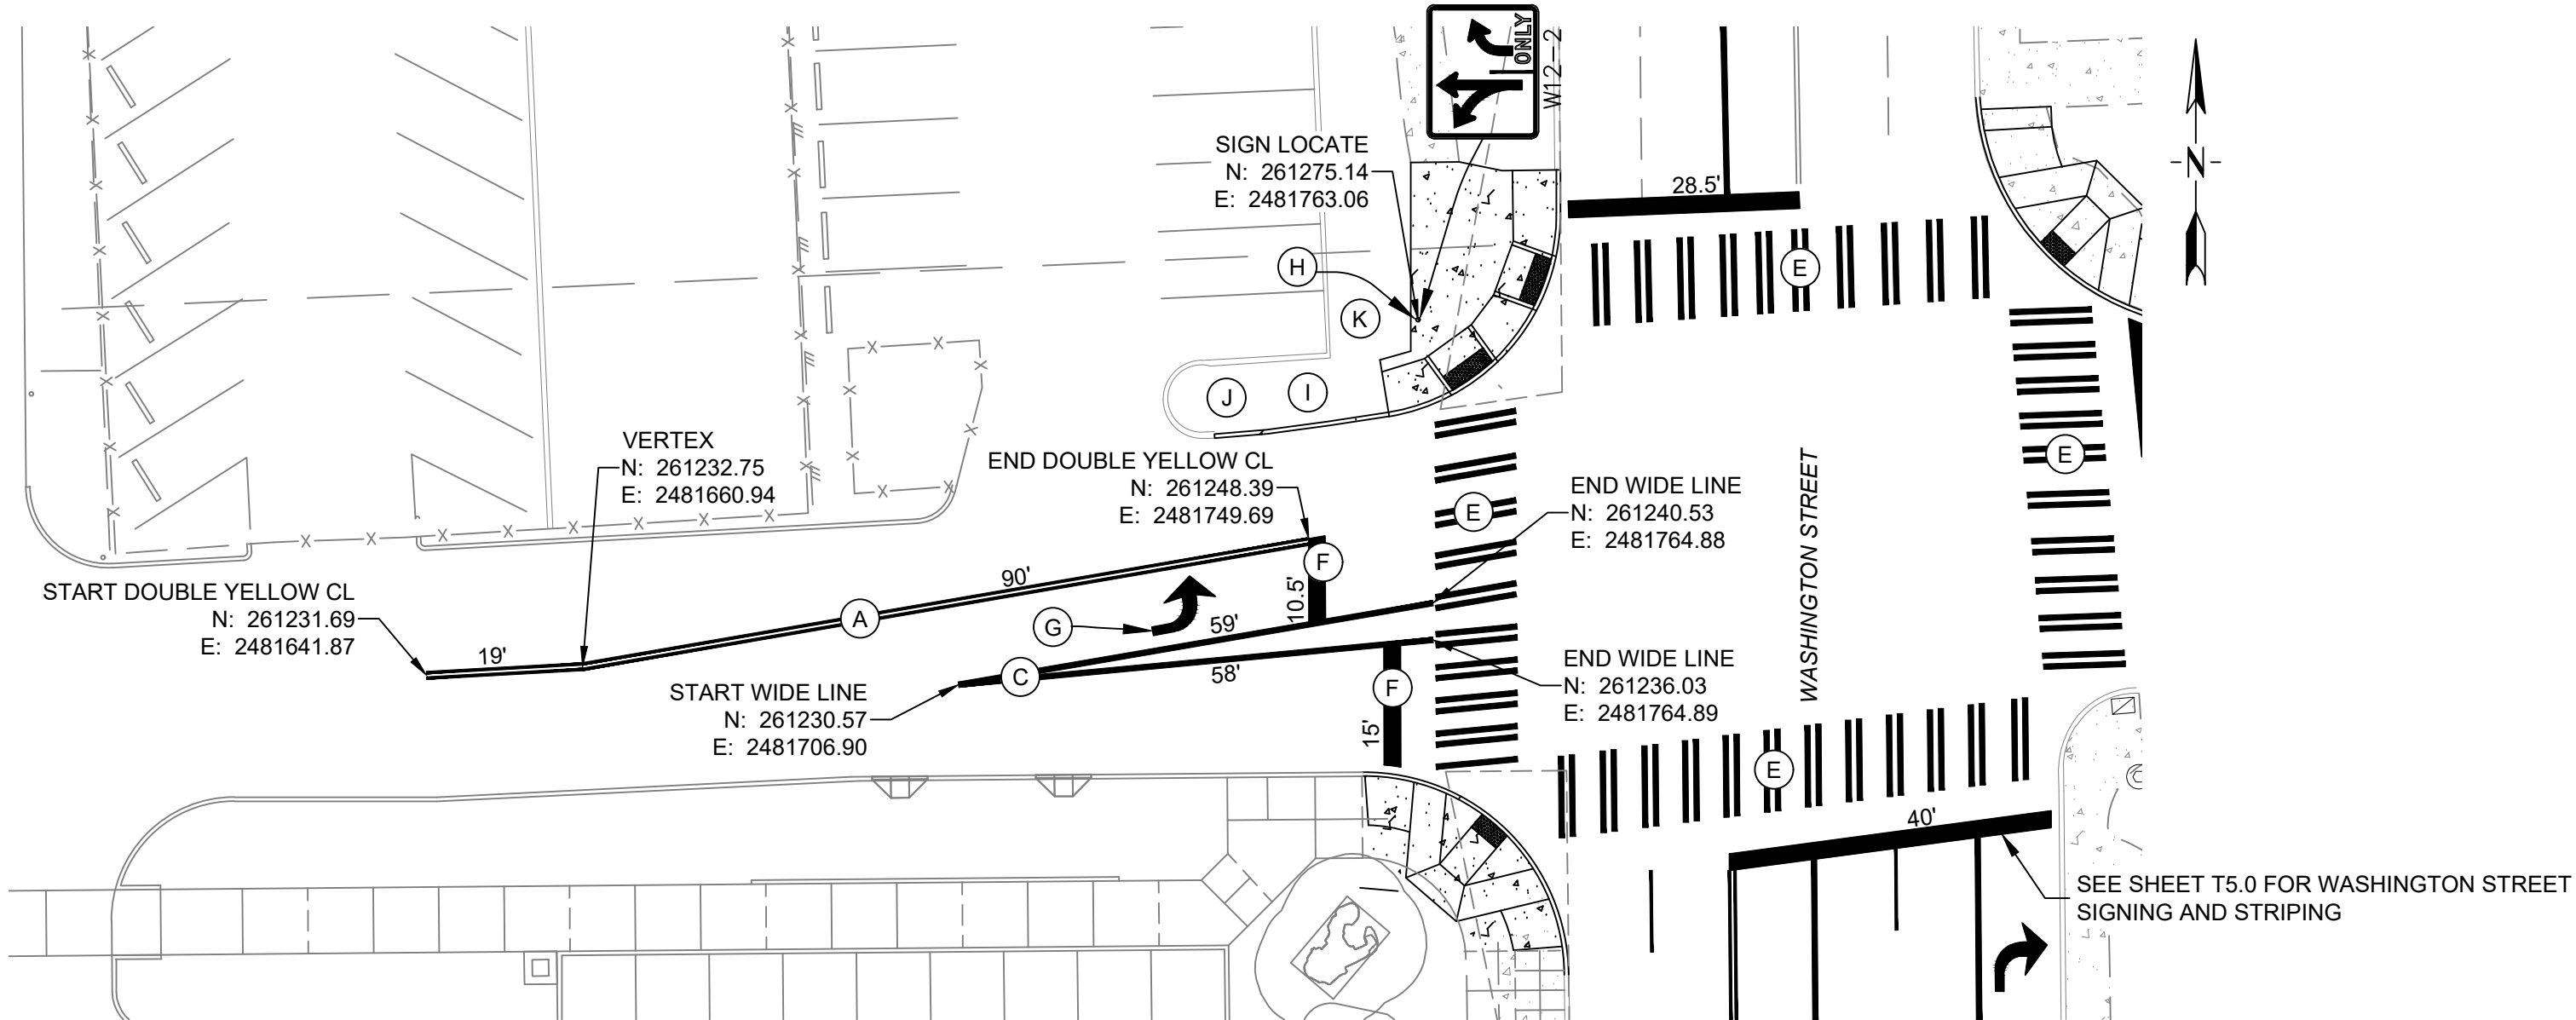 ONLY
W12-2
SIGN LOCATE
N: 261275.14
E: 2481763.06
28.5'
N
H
E
K
J
I
VERTEX
N: 261232.75
E: 2481660.94
END DOUBLE YELLOW CL
N: 261248.39
E: 2481749.69
E
END WIDE LINE
N: 261240.53
E: 2481764.88
WASHINGTON STREET
E
START DOUBLE YELLOW CL
N: 261231.69
E: 2481641.87
19'
90'
A
F
10.5'
G
59'
C
58'
START WIDE LINE
N: 261230.57
E: 2481706.90
F
15'
END WIDE LINE
N: 261236.03
E: 2481764.89
E
40'
SEE SHEET T5.0 FOR WASHINGTON STREET
SIGNING AND STRIPING